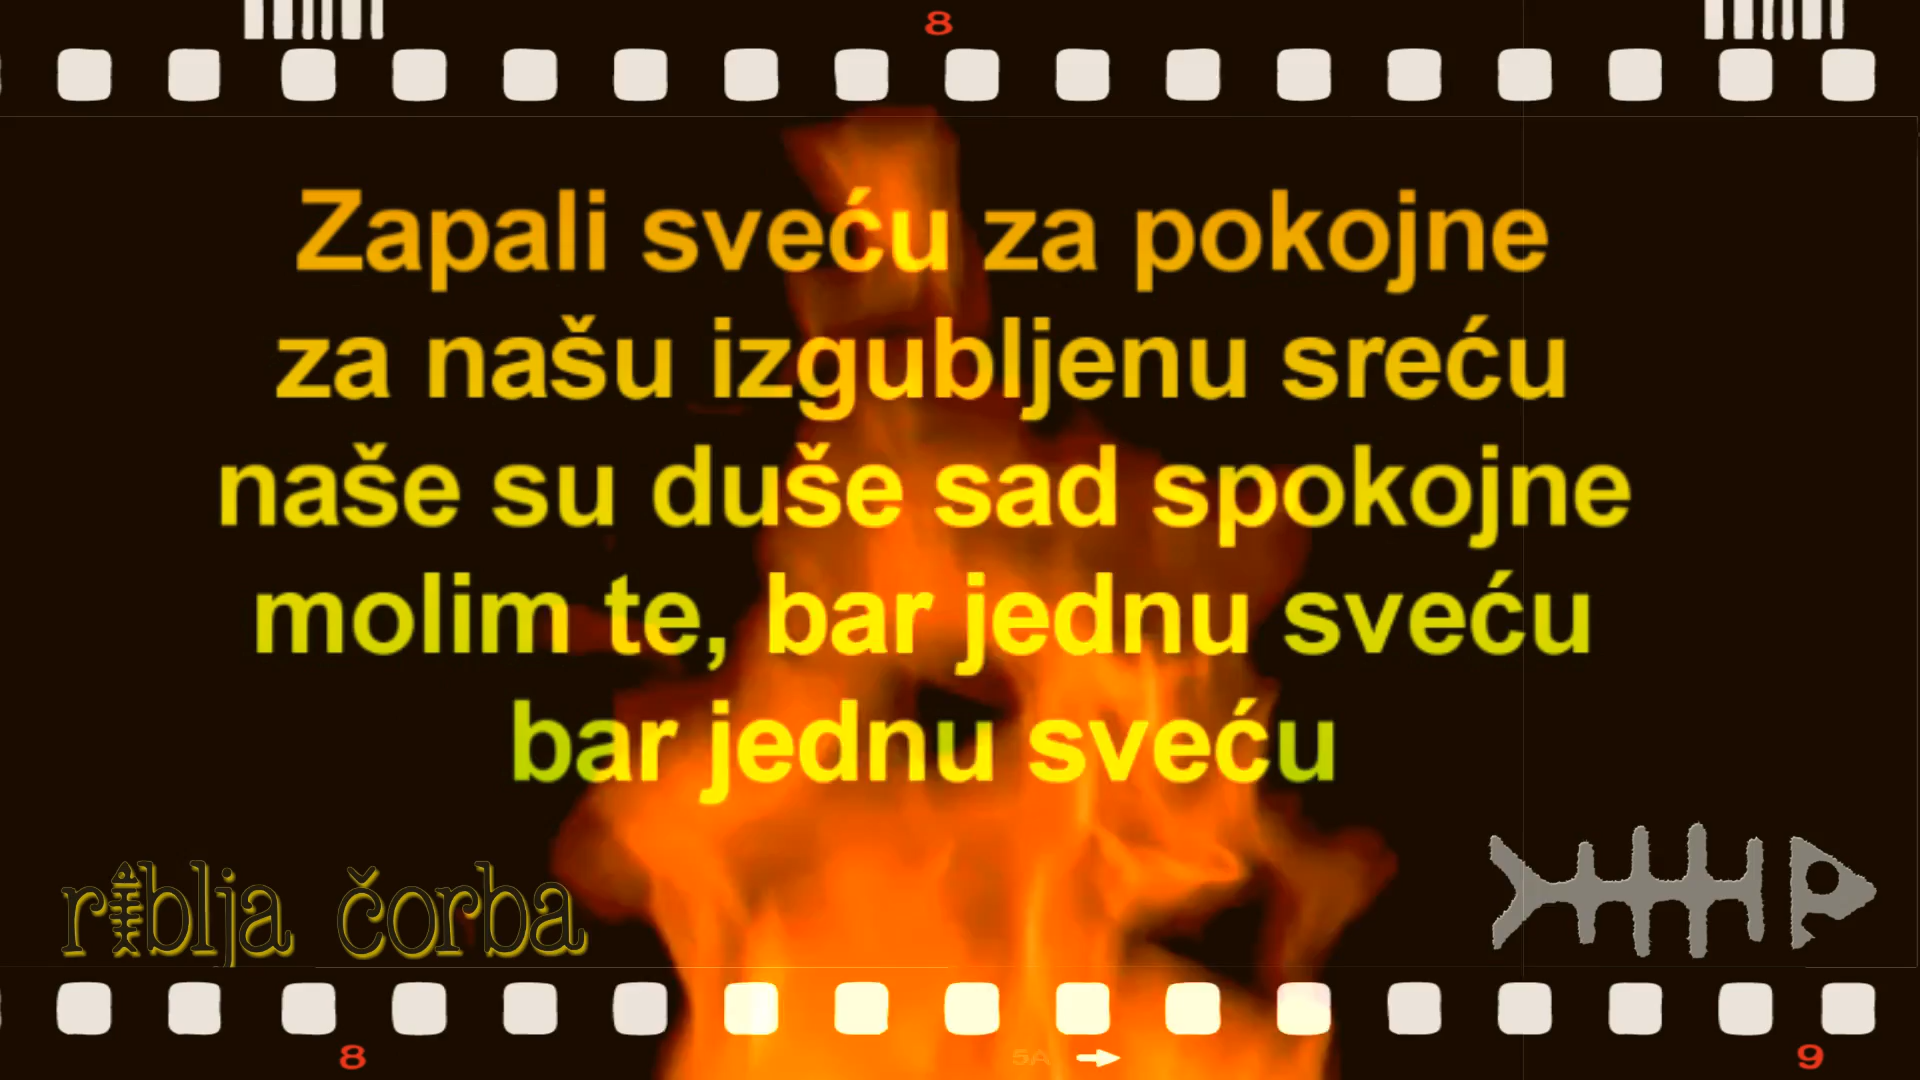 8
Zapali sveću za pokojne
za našu izgubljenu sreću
naše su duše sad spokojne
molim te, bar jednu sveću
bar jednu sveću
riblja čorba
8
5A
9